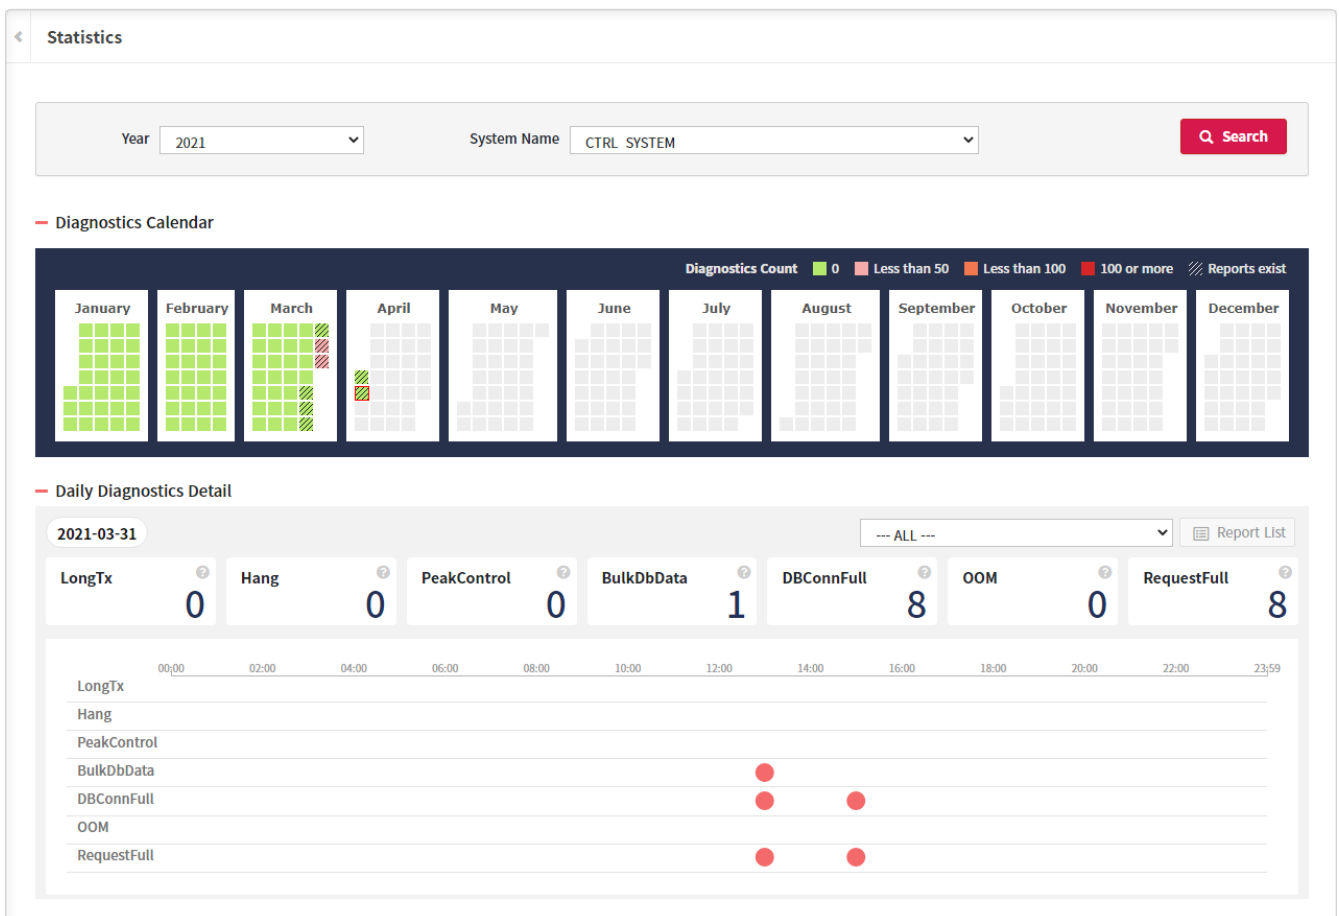 Statistics
Year 2021 System Name CTRL SYSTEM Search
Diagnostics Calendar
Diagnostics Count 0 Less than 50 Less than 100 100 or more Reports exist
January February March April May June July August September October November December
Daily Diagnostics Detail
2021-03-31 --- ALL --- Report List
LongTx ? Hang ? PeakControl ? BulkDbData ? DBConnFull ? OOM ? RequestFull ?
0 0 0 1 8 0 8
00:00 02:00 04:00 06:00 08:00 10:00 12:00 14:00 16:00 18:00 20:00 22:00 23:59
LongTx
Hang
PeakControl
BulkDbData
DBConnFull
OOM
RequestFull